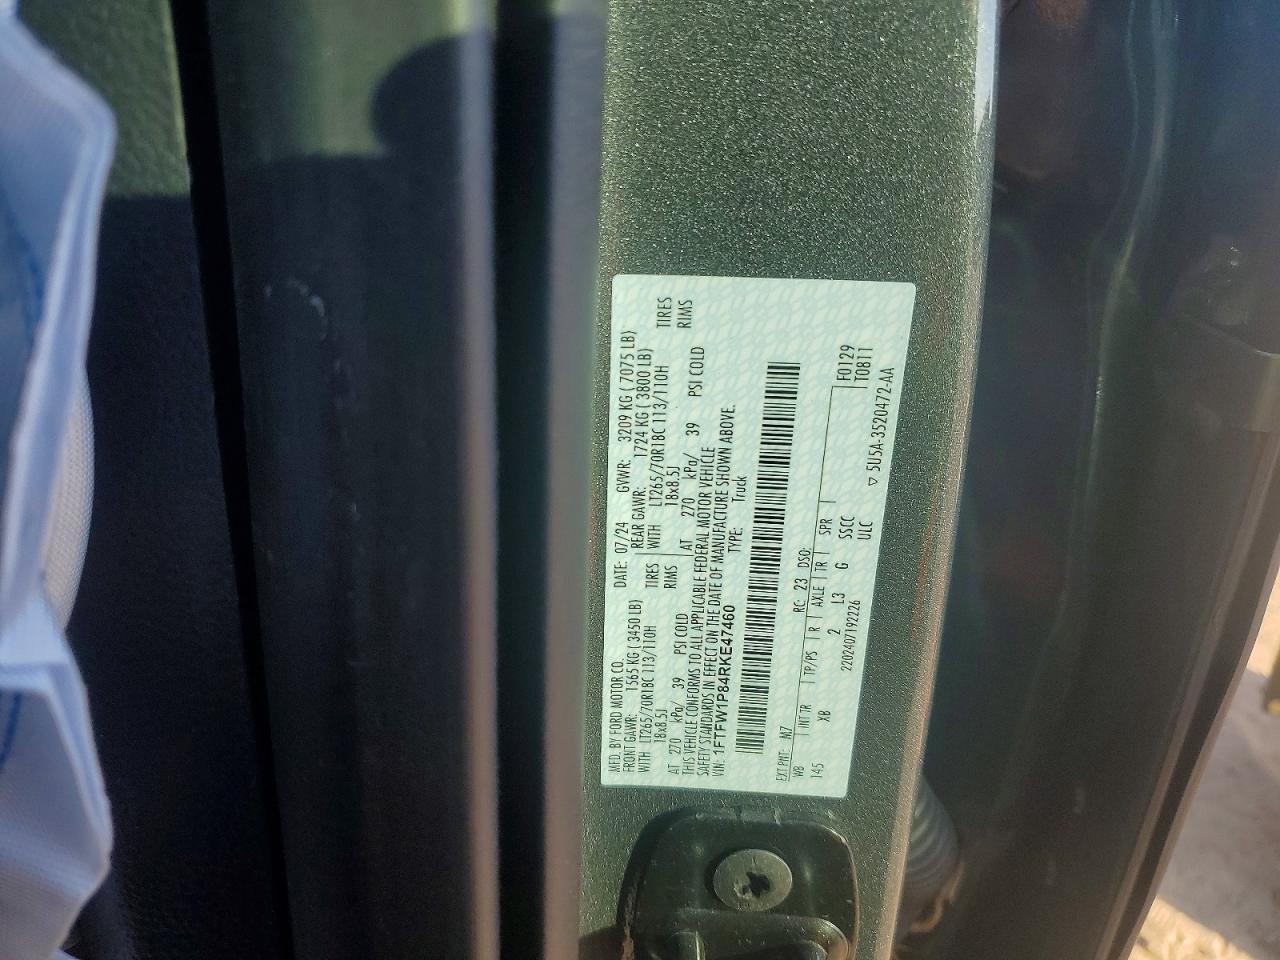 MFD. BY FORD MOTOR CO.
DATE: 07/24 GVWR: 3209 KG ( 7075 LB)
FRONT GAWR: 1565 KG ( 3450 LB) REAR GAWR: 1724 KG ( 3800 LB)
WITH LT265/70R18C 113/110H TIRES WITH LT265/70R18C 113/110H TIRES
18x8.5J RIMS 18x8.5J RIMS
AT 270 kPa/ 39 PSI COLD AT 270 kPa/ 39 PSI COLD
THIS VEHICLE CONFORMS TO ALL APPLICABLE FEDERAL MOTOR VEHICLE
SAFETY STANDARDS IN EFFECT ON THE DATE OF MANUFACTURE SHOWN ABOVE.
VIN: 1FTFW1P84RKE47460 TYPE: Truck
EXT PNT: M7 RC: 23 DSO: F0129
WB INT TR TP/PS R AXLE TR SPR T0811
145 XB 2 L3 G SSCC
ULC
2202407192226 ▽ 5U5A-3520472-AA